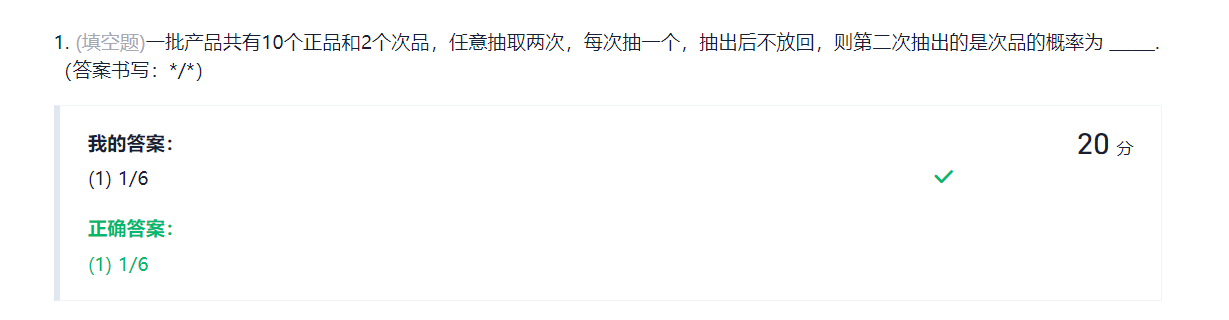 1. (填空题)一批产品共有10个正品和2个次品，任意抽取两次，每次抽一个，抽出后不放回，则第二次抽出的是次品的概率为 _____.
(答案书写：*/*)
我的答案：
20 分
(1) 1/6
正确答案：
(1) 1/6